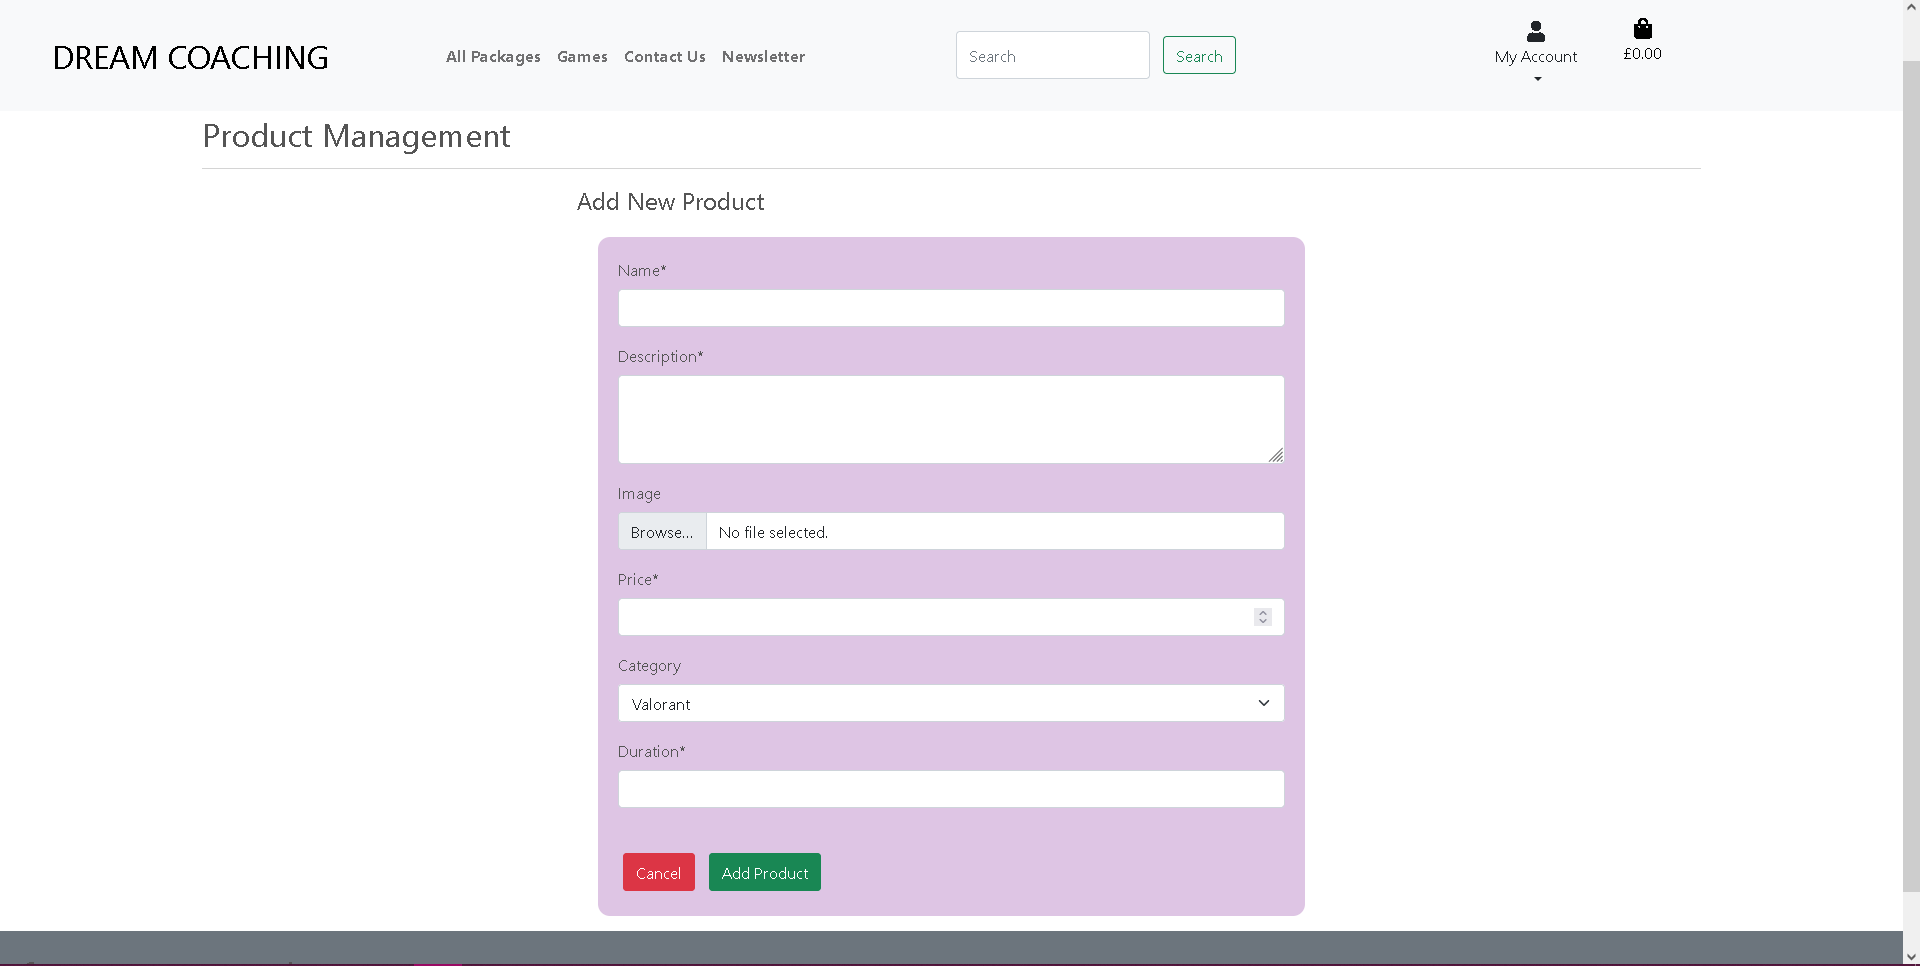 DREAM COACHING
All Packages Games Contact Us Newsletter
Search
Search
My Account
£0.00
Product Management
Add New Product
Name*
Description*
Image
Browse... No file selected.
Price*
Category
Valorant
Duration*
Cancel Add Product